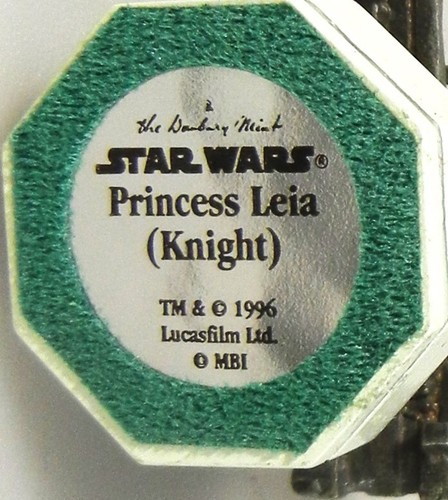 The Danbury Mint
STAR WARS®
Princess Leia
(Knight)
TM & © 1996
Lucasfilm Ltd.
© MBI